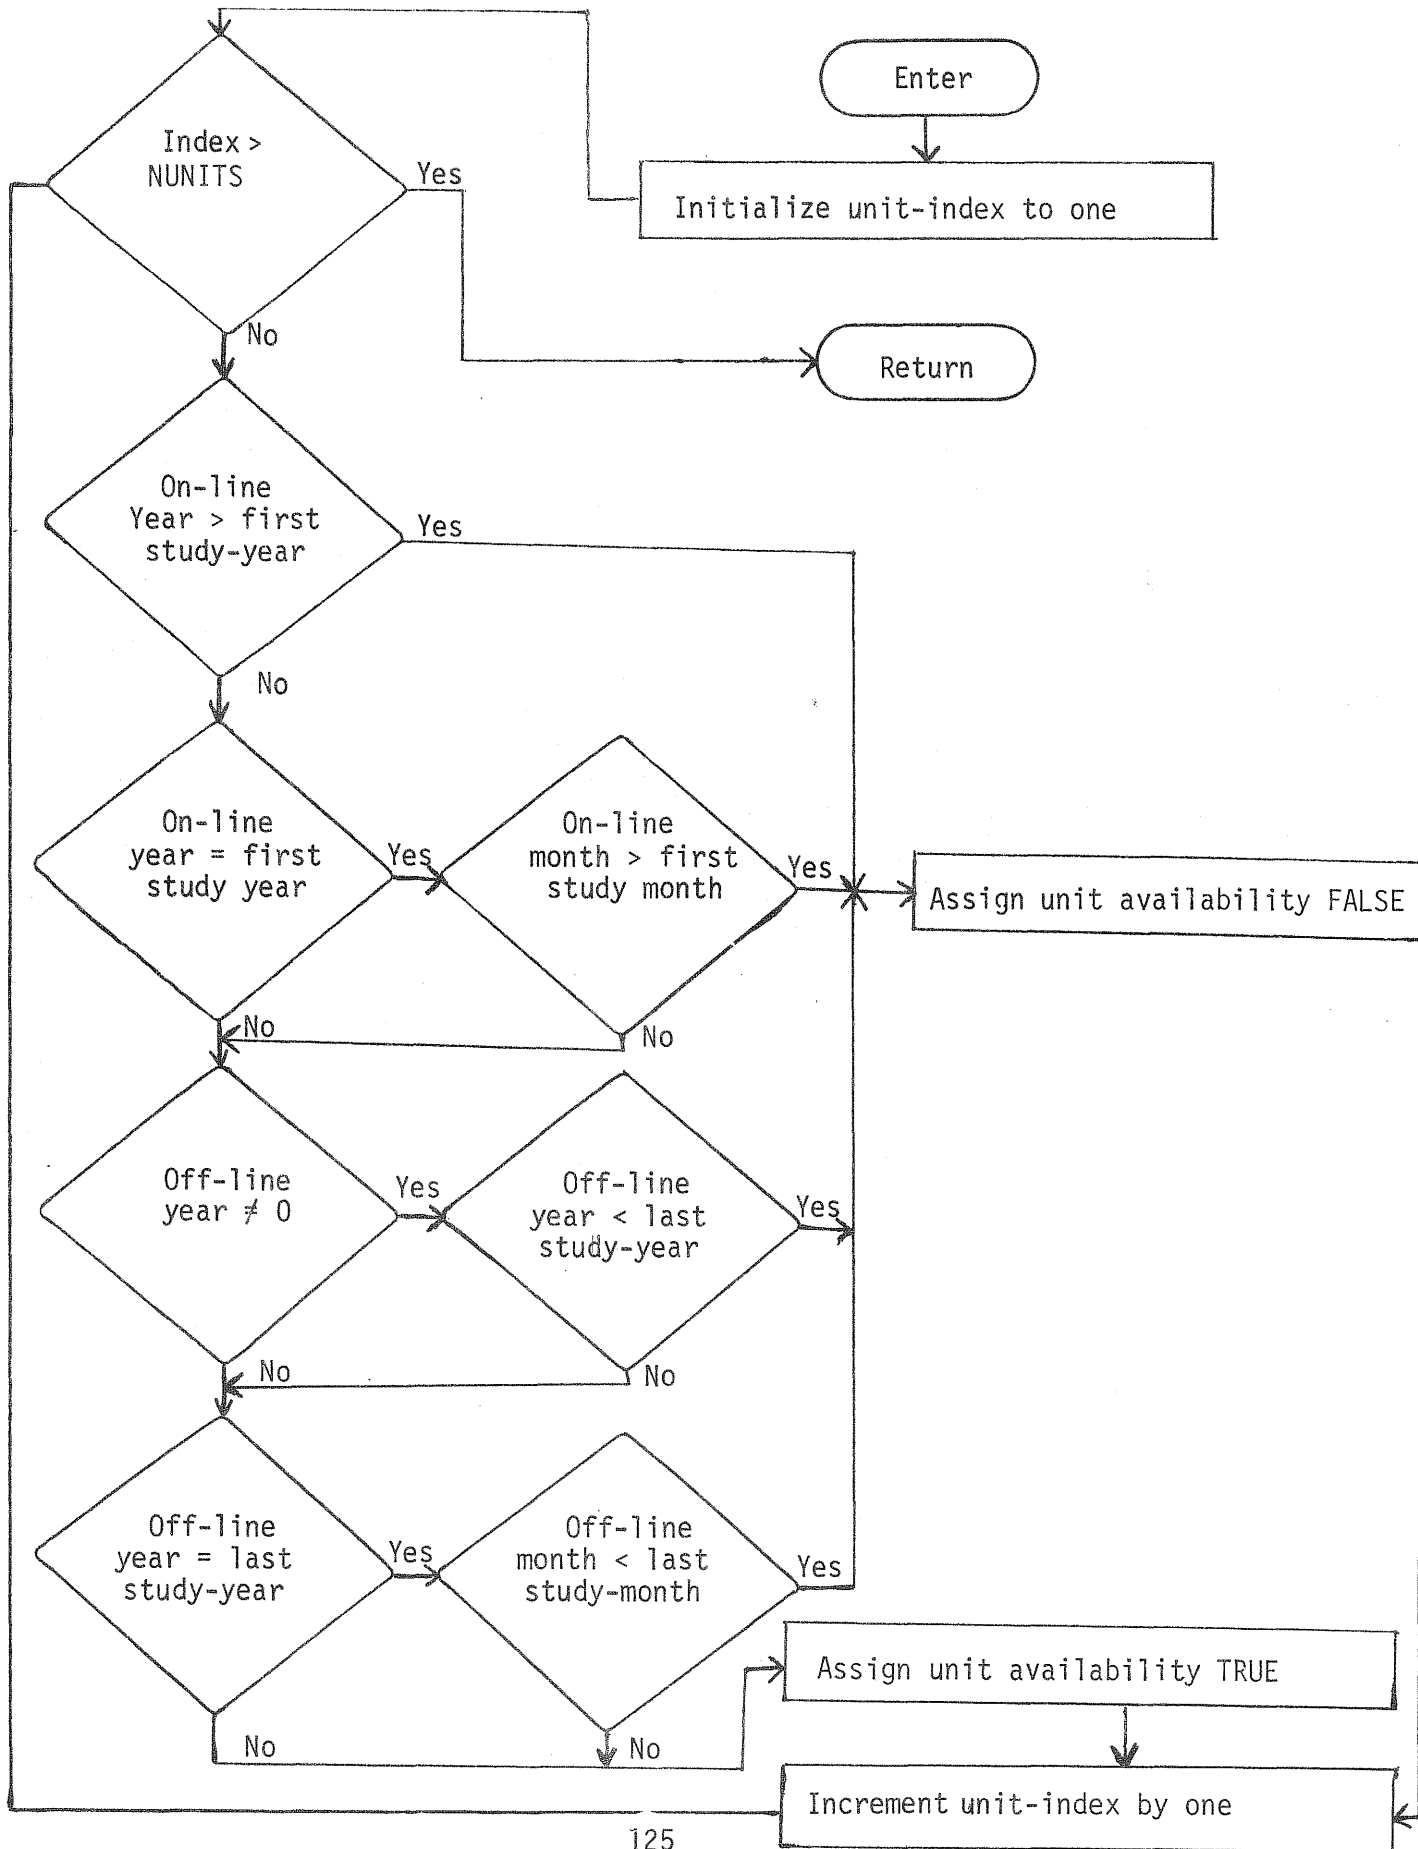 Enter
Initialize unit-index to one
Index >
NUNITS
Yes
No
Return
On-line
Year > first
study-year
Yes
No
On-line
year = first
study year
Yes
On-line
month > first
study month
Yes
Assign unit availability FALSE
No
No
Off-line
year ≠ 0
Yes
Off-line
year < last
study-year
Yes
No
No
Off-line
year = last
study-year
Yes
Off-line
month < last
study-month
Yes
Assign unit availability TRUE
No
No
Increment unit-index by one
125